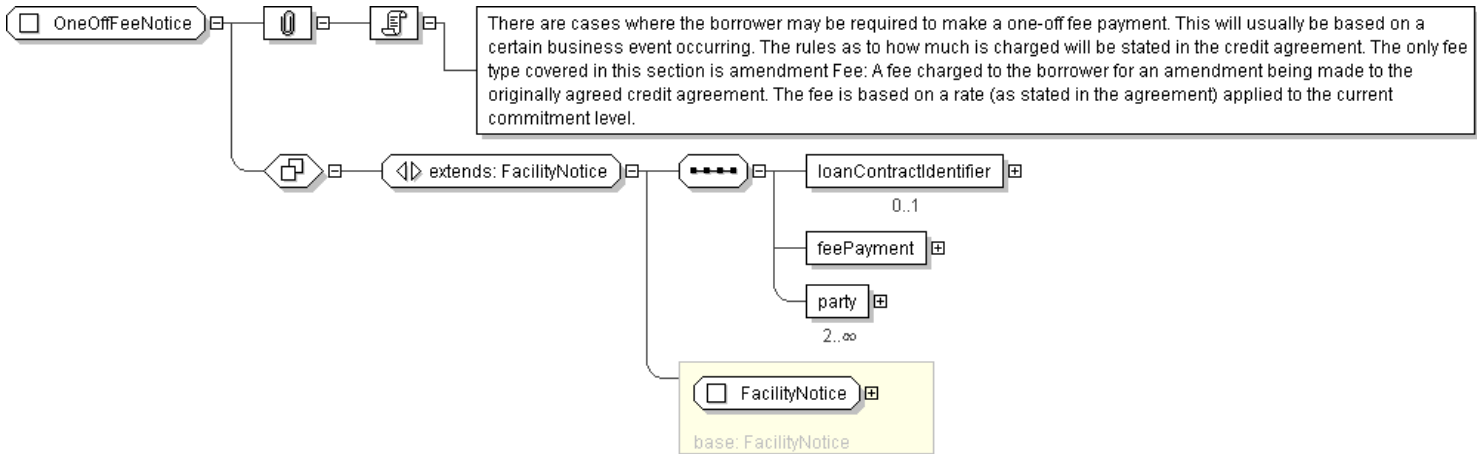 OneOffFeeNotice
There are cases where the borrower may be required to make a one-off fee payment. This will usually be based on a
certain business event occurring. The rules as to how much is charged will be stated in the credit agreement. The only fee
type covered in this section is amendment Fee: A fee charged to the borrower for an amendment being made to the
originally agreed credit agreement. The fee is based on a rate (as stated in the agreement) applied to the current
commitment level.
extends: FacilityNotice
loanContractIdentifier
0..1
feePayment
party
2..∞
FacilityNotice
base: FacilityNotice